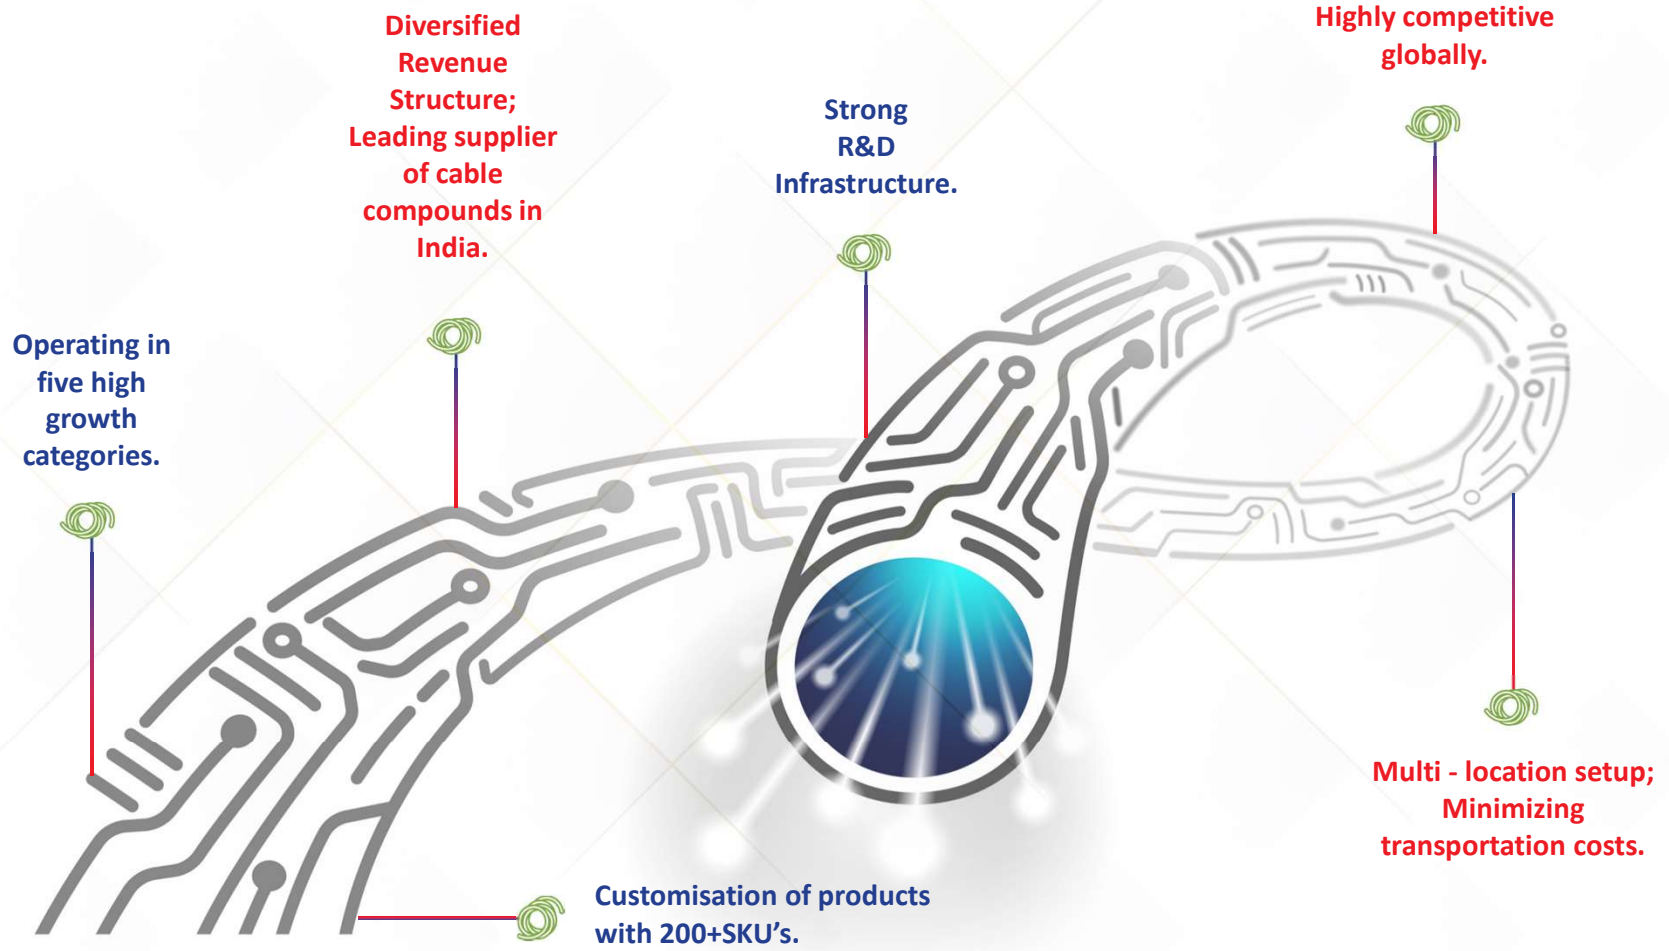 Diversified
Revenue
Structure;
Leading supplier
of cable
compounds in
India.
Highly competitive
globally.
Strong
R&D
Infrastructure.
Operating in
five high
growth
categories.
Multi - location setup;
Minimizing
transportation costs.
Customisation of products
with 200+SKU's.